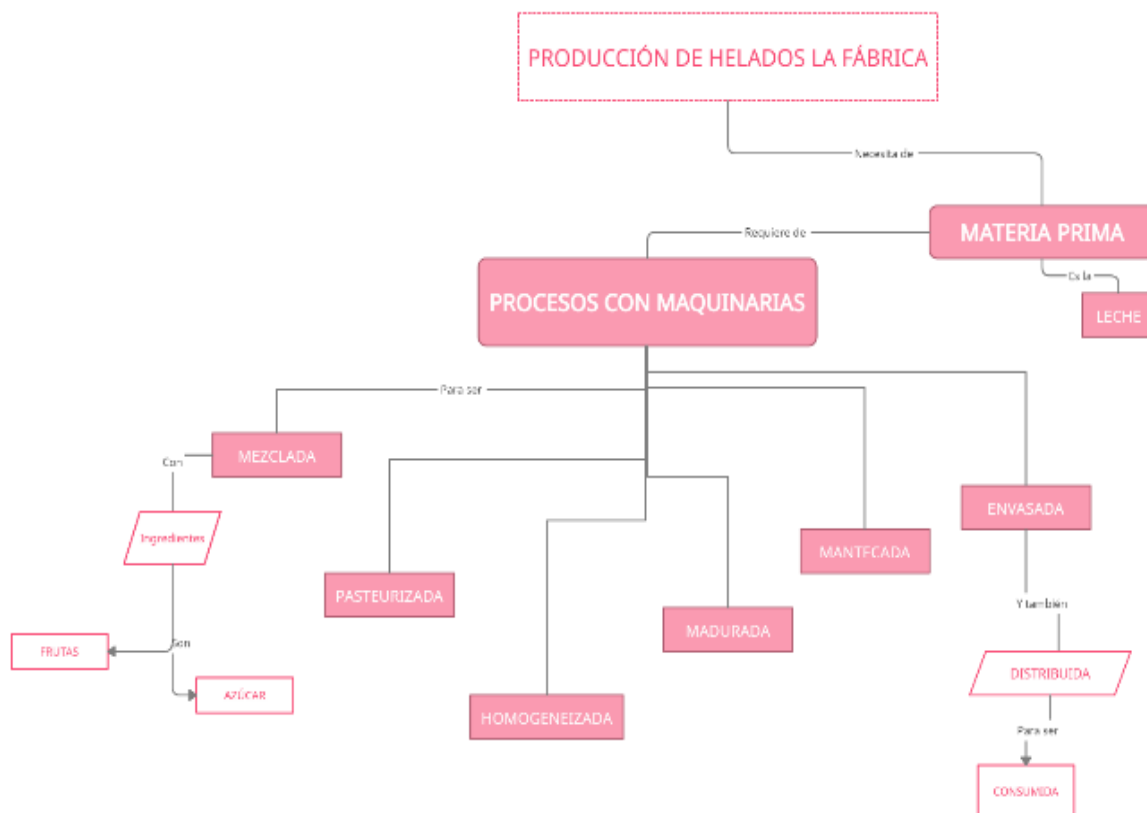 PRODUCCIÓN DE HELADOS LA FÁBRICA
Necesita de
MATERIA PRIMA
Requiere de
Es la
LECHE
PROCESOS CON MAQUINARIAS
Para ser
MEZCLADA
Con
Ingredientes
Son
FRUTAS
AZÚCAR
PASTEURIZADA
HOMOGENEIZADA
MADURADA
MANTECADA
ENVASADA
Y también
DISTRIBUIDA
Para ser
CONSUMIDA